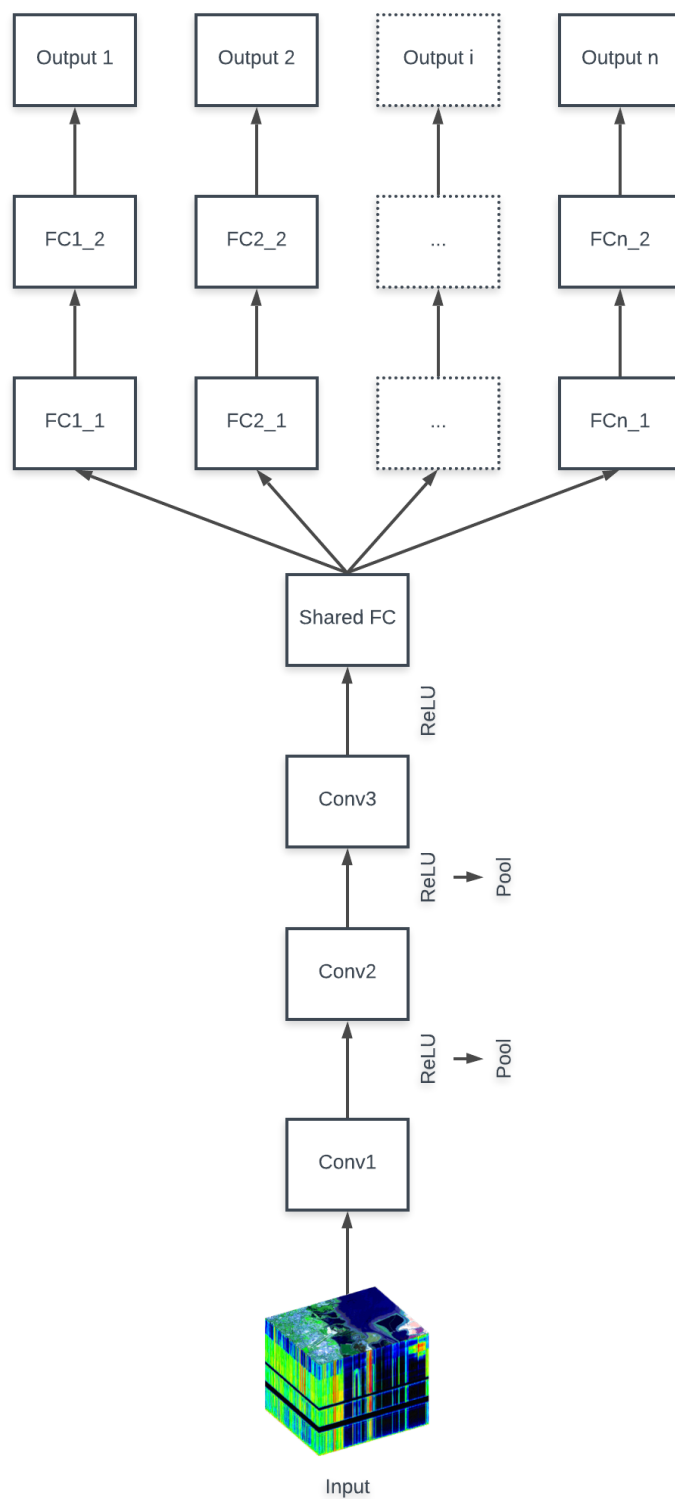 Output 1
Output 2
Output i
Output n
FC1_2
FC2_2
...
FCn_2
FC1_1
FC2_1
...
FCn_1
Shared FC
ReLU
Conv3
ReLU
Pool
Conv2
ReLU
Pool
Conv1
Input